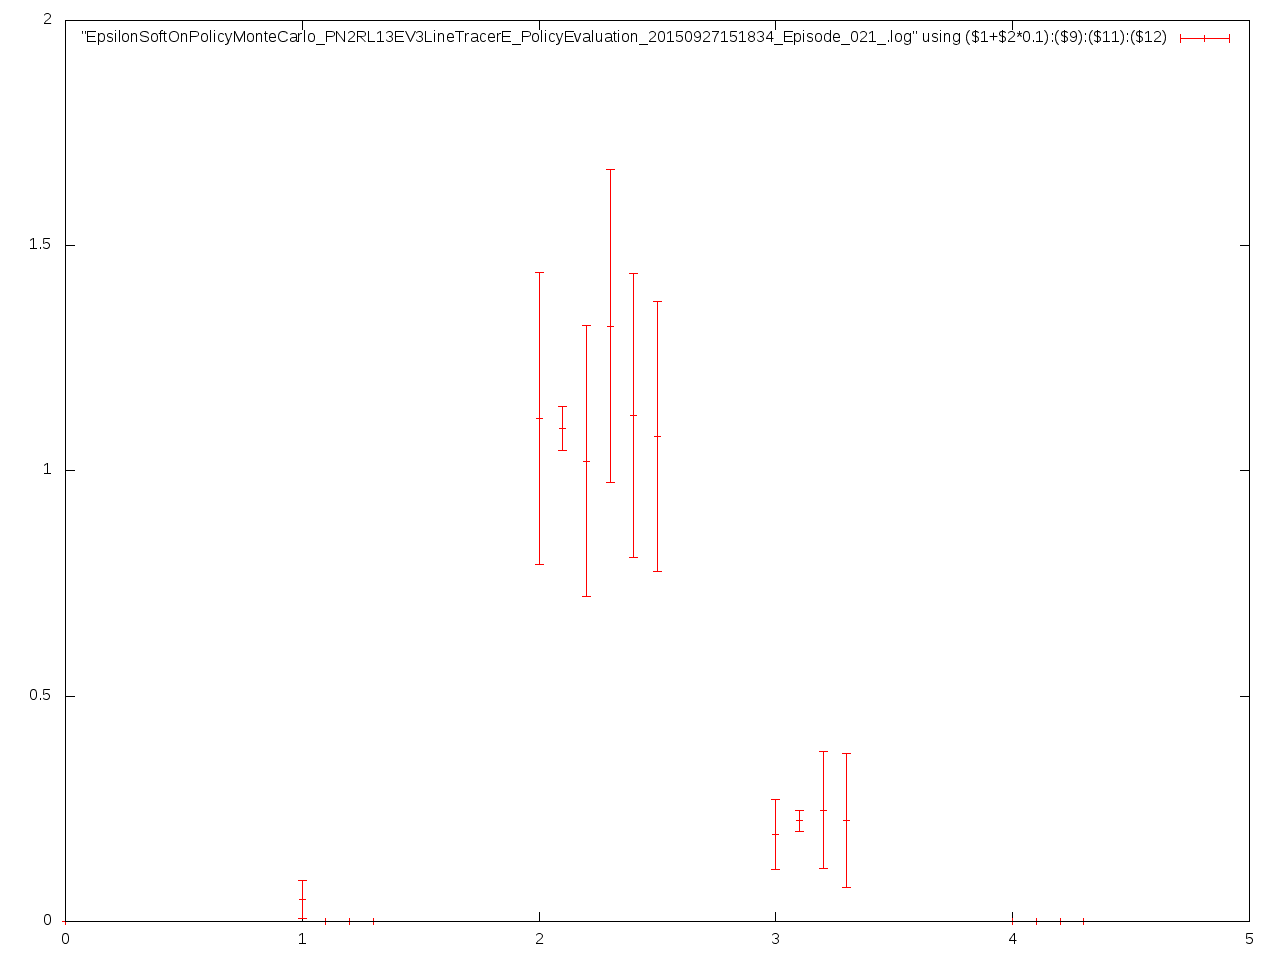 2
"EpsilonSoftOnPolicyMonteCarlo_PN2RL13EV3LineTracerE_PolicyEvaluation_20150927151834_Episode_021_.log" using ($1+$2*0.1):($9):($11):($12)
1.5
1
0.5
0
0 1 2 3 4 5